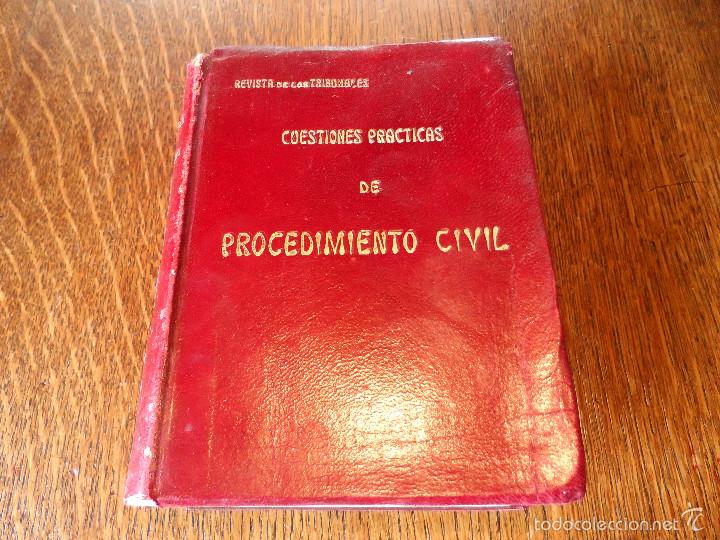 REVISTA DE LOS TRIBUNALES
CUESTIONES PRACTICAS
DE
PROCEDIMIENTO CIVIL
todocoleccion.net